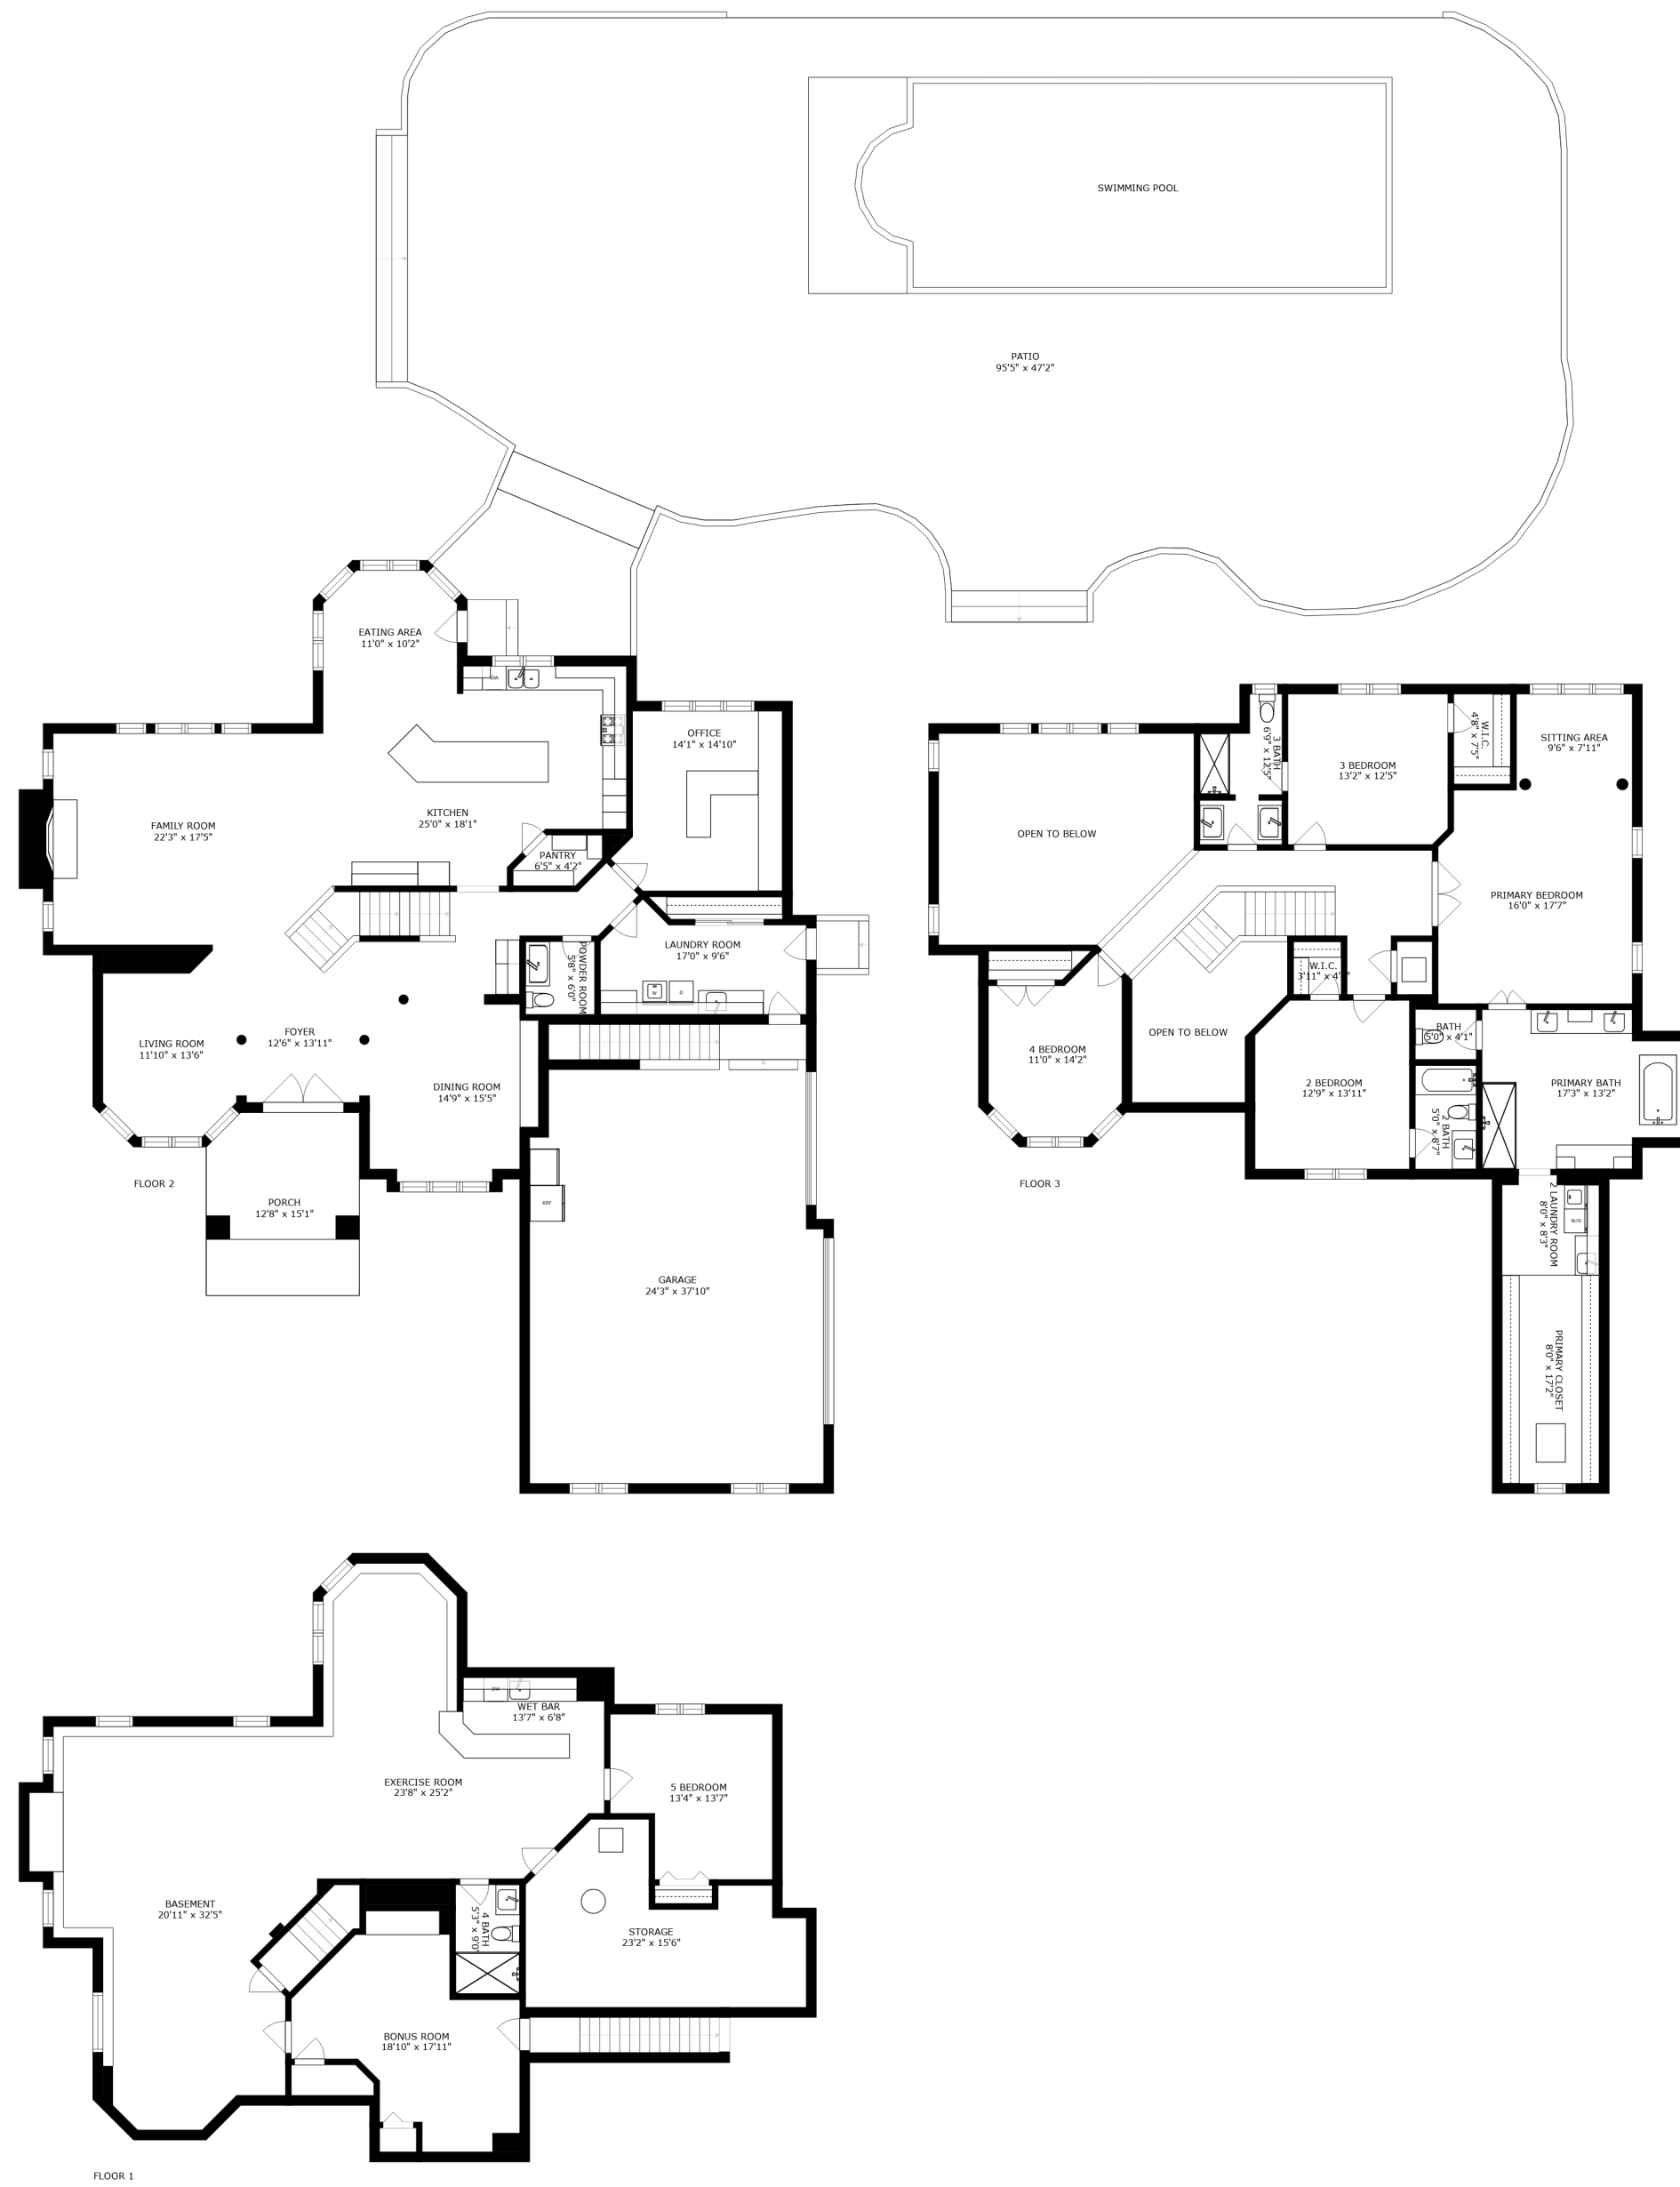 SWIMMING POOL
PATIO
95'5" x 47'2"
EATING AREA
11'0" x 10'2"
DW
OFFICE
14'1" x 14'10"
KITCHEN
25'0" x 18'1"
FAMILY ROOM
22'3" x 17'5"
PANTRY
6'5" x 4'2"
LAUNDRY ROOM
17'0" x 9'6"
POWDER ROOM
5'8" x 6'0"
W
D
FOYER
12'6" x 13'11"
LIVING ROOM
11'10" x 13'6"
DINING ROOM
14'9" x 15'5"
PORCH
12'8" x 15'1"
REF
GARAGE
24'3" x 37'10"
FLOOR 2
3 BATH
6'9" x 12'5"
3 BEDROOM
13'2" x 12'5"
W.I.C.
4'8" x 7'5"
SITTING AREA
9'6" x 7'11"
OPEN TO BELOW
PRIMARY BEDROOM
16'0" x 17'7"
W.I.C.
3'11" x 4'
OPEN TO BELOW
4 BEDROOM
11'0" x 14'2"
2 BEDROOM
12'9" x 13'11"
BATH
5'0" x 4'1"
2 BATH
5'0" x 8'7"
PRIMARY BATH
17'3" x 13'2"
2 LAUNDRY ROOM
8'0" x 8'3"
W/D
PRIMARY CLOSET
8'0" x 17'2"
FLOOR 3
DW
WET BAR
13'7" x 6'8"
EXERCISE ROOM
23'8" x 25'2"
5 BEDROOM
13'4" x 13'7"
BASEMENT
20'11" x 32'5"
4 BATH
5'3" x 9'0"
STORAGE
23'2" x 15'6"
BONUS ROOM
18'10" x 17'11"
FLOOR 1